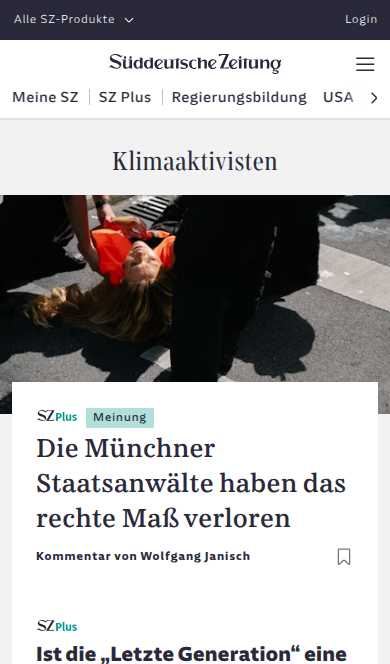 Alle SZ-Produkte
Login
Süddeutsche Zeitung
Meine SZ
SZ Plus
Regierungsbildung
USA
Klimaaktivisten
SZ Plus
Meinung
Die Münchner
Staatsanwälte haben das
rechte Maß verloren
Kommentar von Wolfgang Janisch
SZ Plus
Ist die „Letzte Generation“ eine